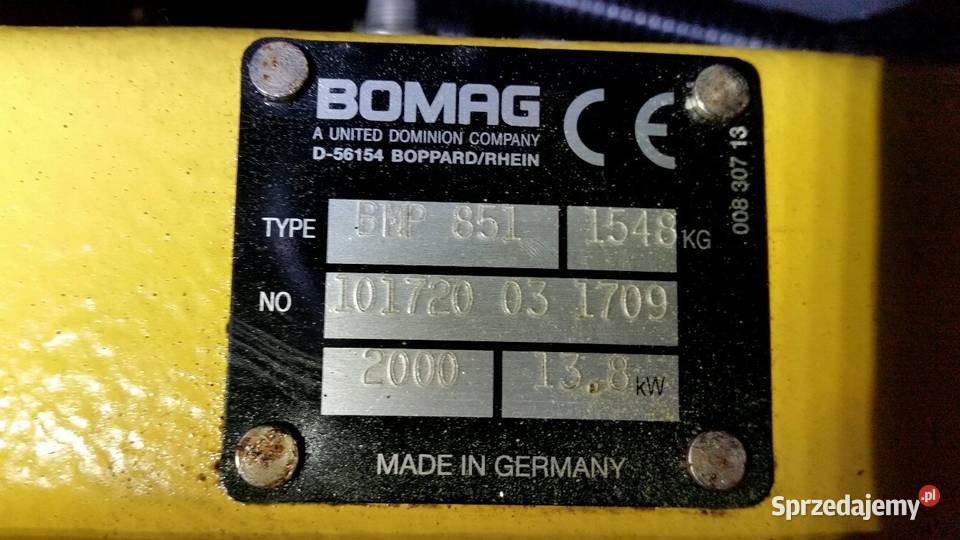 BOMAG CE
A UNITED DOMINION COMPANY
D-56154 BOPPARD/RHEIN
008 307 13
TYPE BMP 851 1548 KG
NO 101720 03 1709
2000 13.8 kW
MADE IN GERMANY
Sprzedajemy.pl